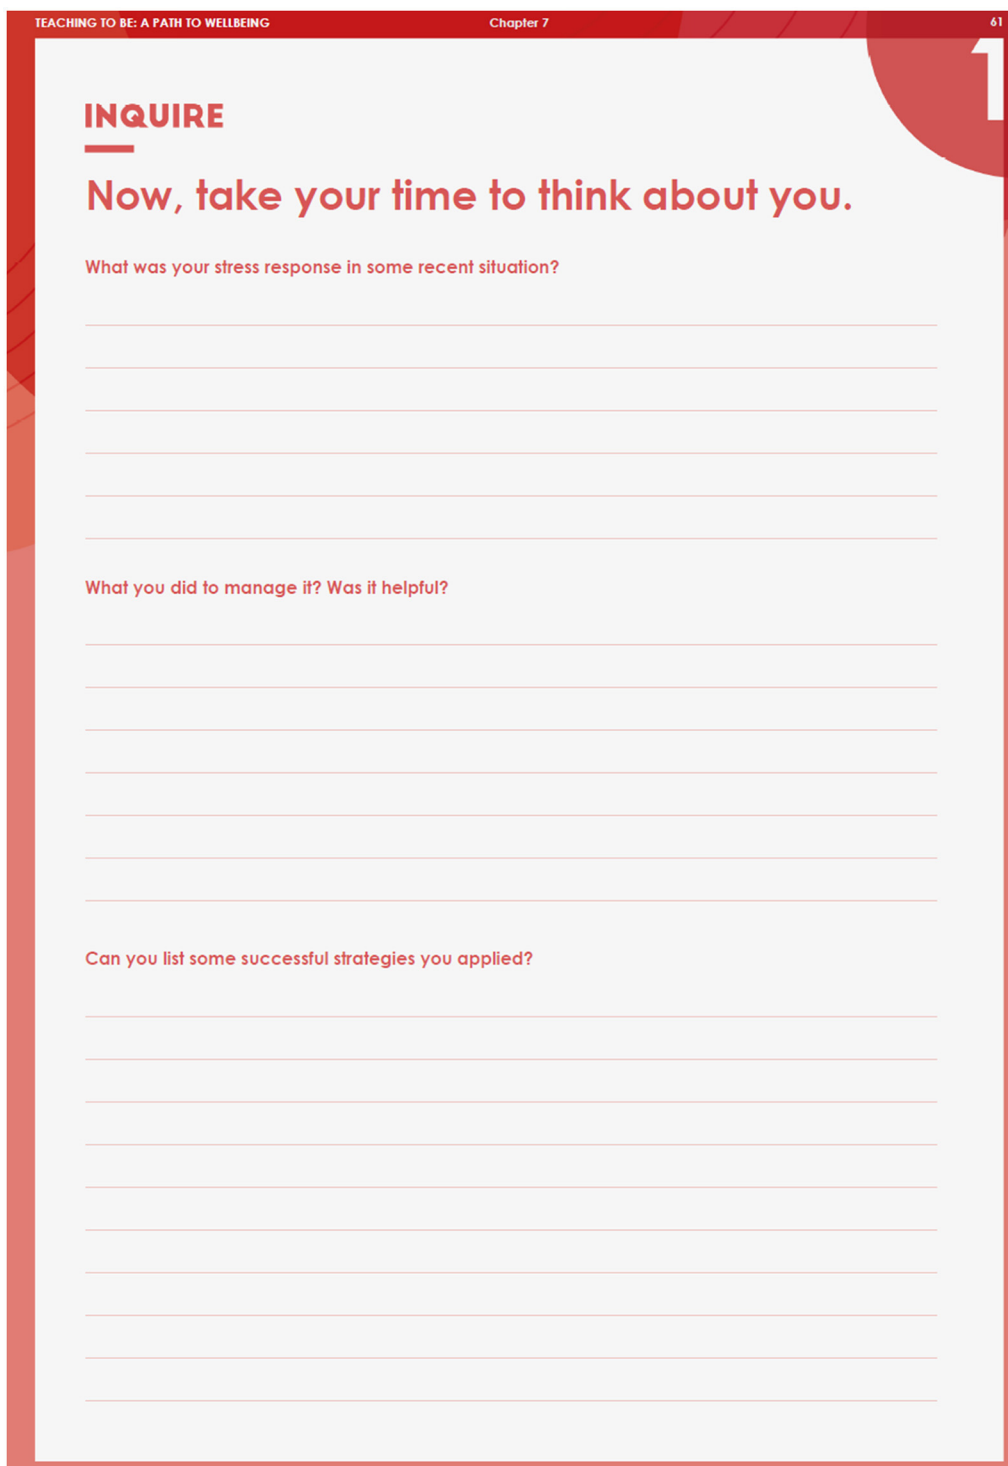 TEACHING TO BE: A PATH TO WELLBEING Chapter 7 61
1
INQUIRE
Now, take your time to think about you.
What was your stress response in some recent situation?
What you did to manage it? Was it helpful?
Can you list some successful strategies you applied?